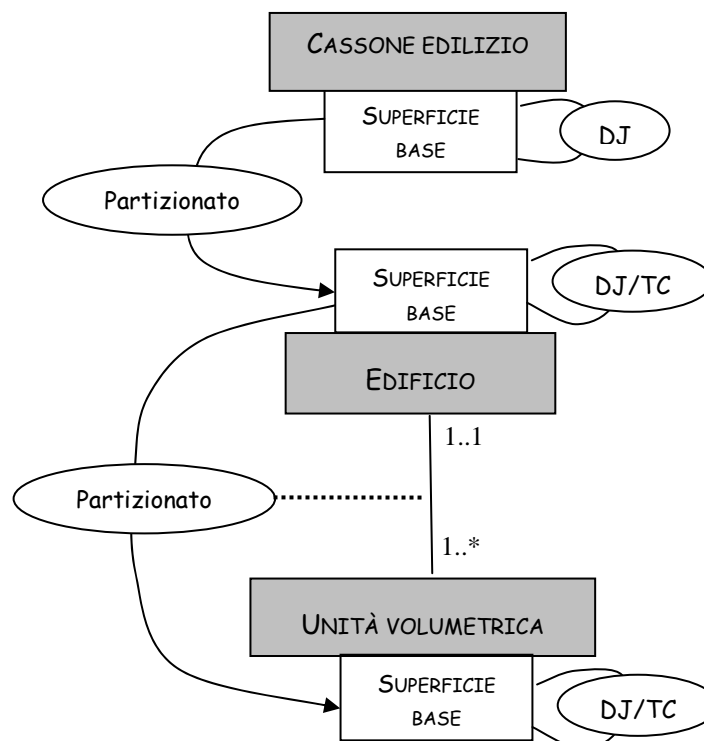 CASSONE EDILIZIO
SUPERFICIE
BASE
DJ
Partizionato
SUPERFICIE
BASE
DJ/TC
EDIFICIO
1..1
Partizionato
1..*
UNITÀ VOLUMETRICA
SUPERFICIE
BASE
DJ/TC